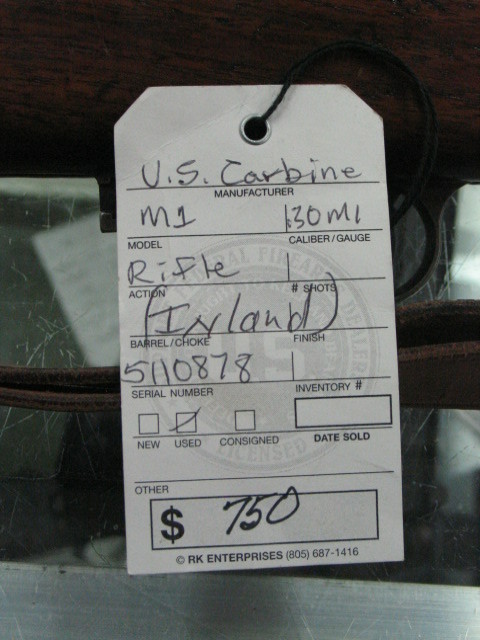 U.S. Carbine
MANUFACTURER
M1 .30 M1
MODEL CALIBER/GAUGE
Rifle
ACTION # SHOTS
(Inland)
BARREL/CHOKE FINISH
5110878
SERIAL NUMBER INVENTORY #
NEW USED CONSIGNED DATE SOLD
LICENSED
OTHER
$ 750
© RK ENTERPRISES (805) 687-1416